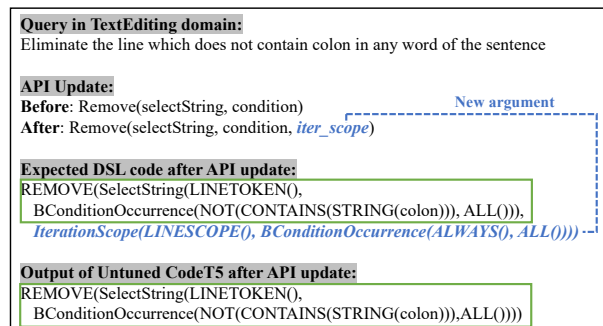 Query in TextEditing domain:
Eliminate the line which does not contain colon in any word of the sentence
API Update:
Before: Remove(selectString, condition)
New argument
After: Remove(selectString, condition, iter_scope)
Expected DSL code after API update:
REMOVE(SelectString(LINETOKEN(),
BConditionOccurrence(NOT(CONTAINS(STRING(colon))), ALL())),
IterationScope(LINESCOPE(), BConditionOccurrence(ALWAYS(), ALL())))
Output of Untuned CodeT5 after API update:
REMOVE(SelectString(LINETOKEN(),
BConditionOccurrence(NOT(CONTAINS(STRING(colon))),ALL())))